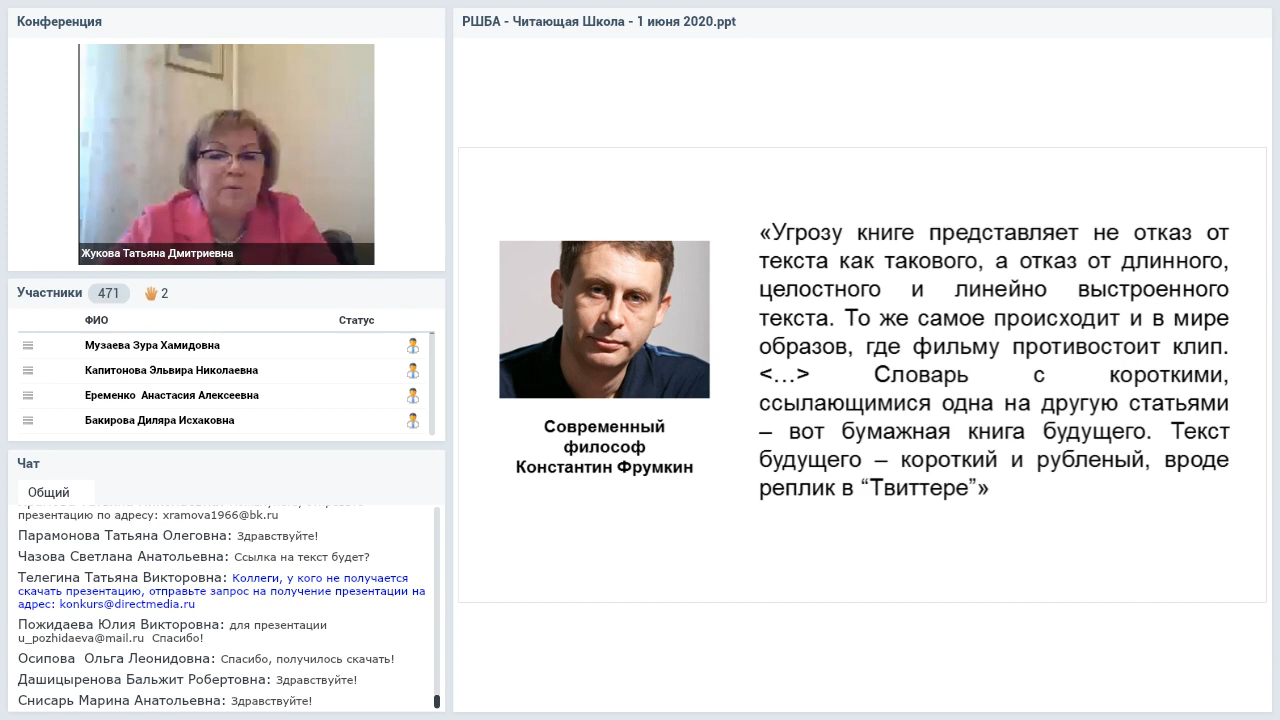 Конференция
Жукова Татьяна Дмитриевна
Участники 471 2
ФИО Статус
Музаева Зура Хамидовна
Капитонова Эльвира Николаевна
Еременко Анастасия Алексеевна
Бакирова Диляра Исхаковна
Чат
Общий
презентацию по адресу: xramova1966@bk.ru
Парамонова Татьяна Олеговна: Здравствуйте!
Чазова Светлана Анатольевна: Ссылка на текст будет?
Телегина Татьяна Викторовна: Коллеги, у кого не получается
скачать презентацию, отправьте запрос на получение презентации на
адрес: konkurs@directmedia.ru
Пожидаева Юлия Викторовна: для презентации
u_pozhidaeva@mail.ru Спасибо!
Осипова Ольга Леонидовна: Спасибо, получилось скачать!
Дашицыренова Бальжит Робертовна: Здравствуйте!
Снисарь Марина Анатольевна: Здравствуйте!
РШБА - Читающая Школа - 1 июня 2020.ppt
Современный
философ
Константин Фрумкин
«Угрозу книге представляет не отказ от
текста как такового, а отказ от длинного,
целостного и линейно выстроенного
текста. То же самое происходит и в мире
образов, где фильму противостоит клип.
<…> Словарь с короткими,
ссылающимися одна на другую статьями
– вот бумажная книга будущего. Текст
будущего – короткий и рубленый, вроде
реплик в “Твиттере”»